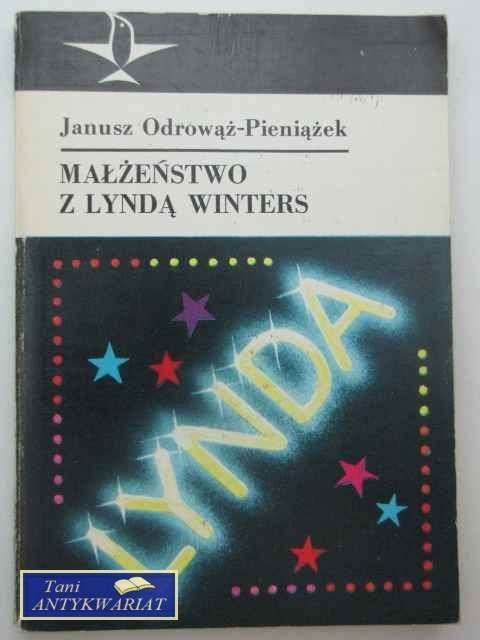 Janusz Odrowąż-Pieniążek
MAŁŻEŃSTWO
Z LYNDĄ WINTERS
LYNDA
Tani
ANTYKWARIAT